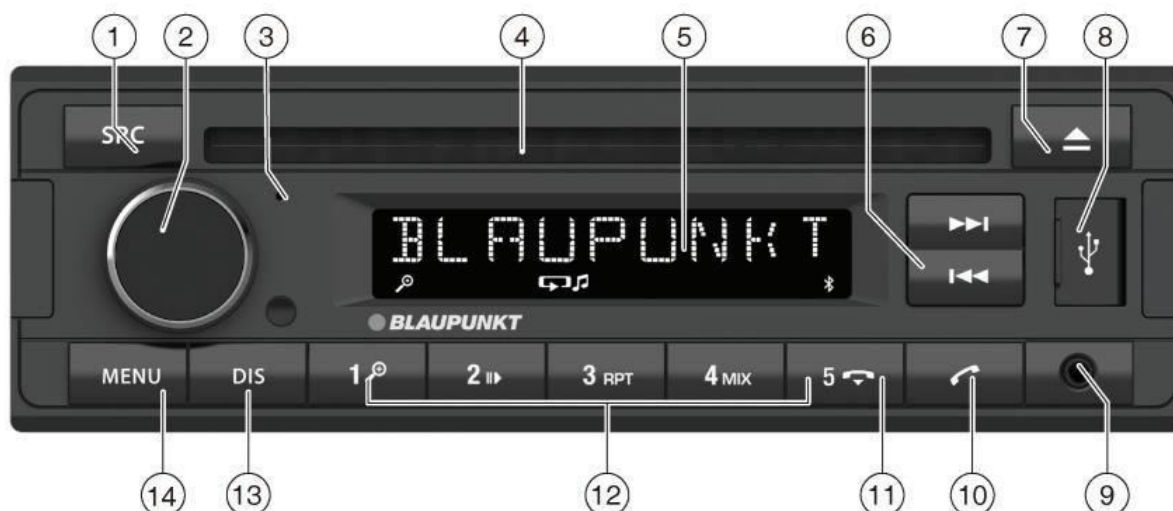 1 2 3 4 5 6 7 8
SRC
BLAUPUNKT
BLAUPUNKT
MENU DIS 1 2 3 RPT 4 MIX 5
14 13 12 11 10 9